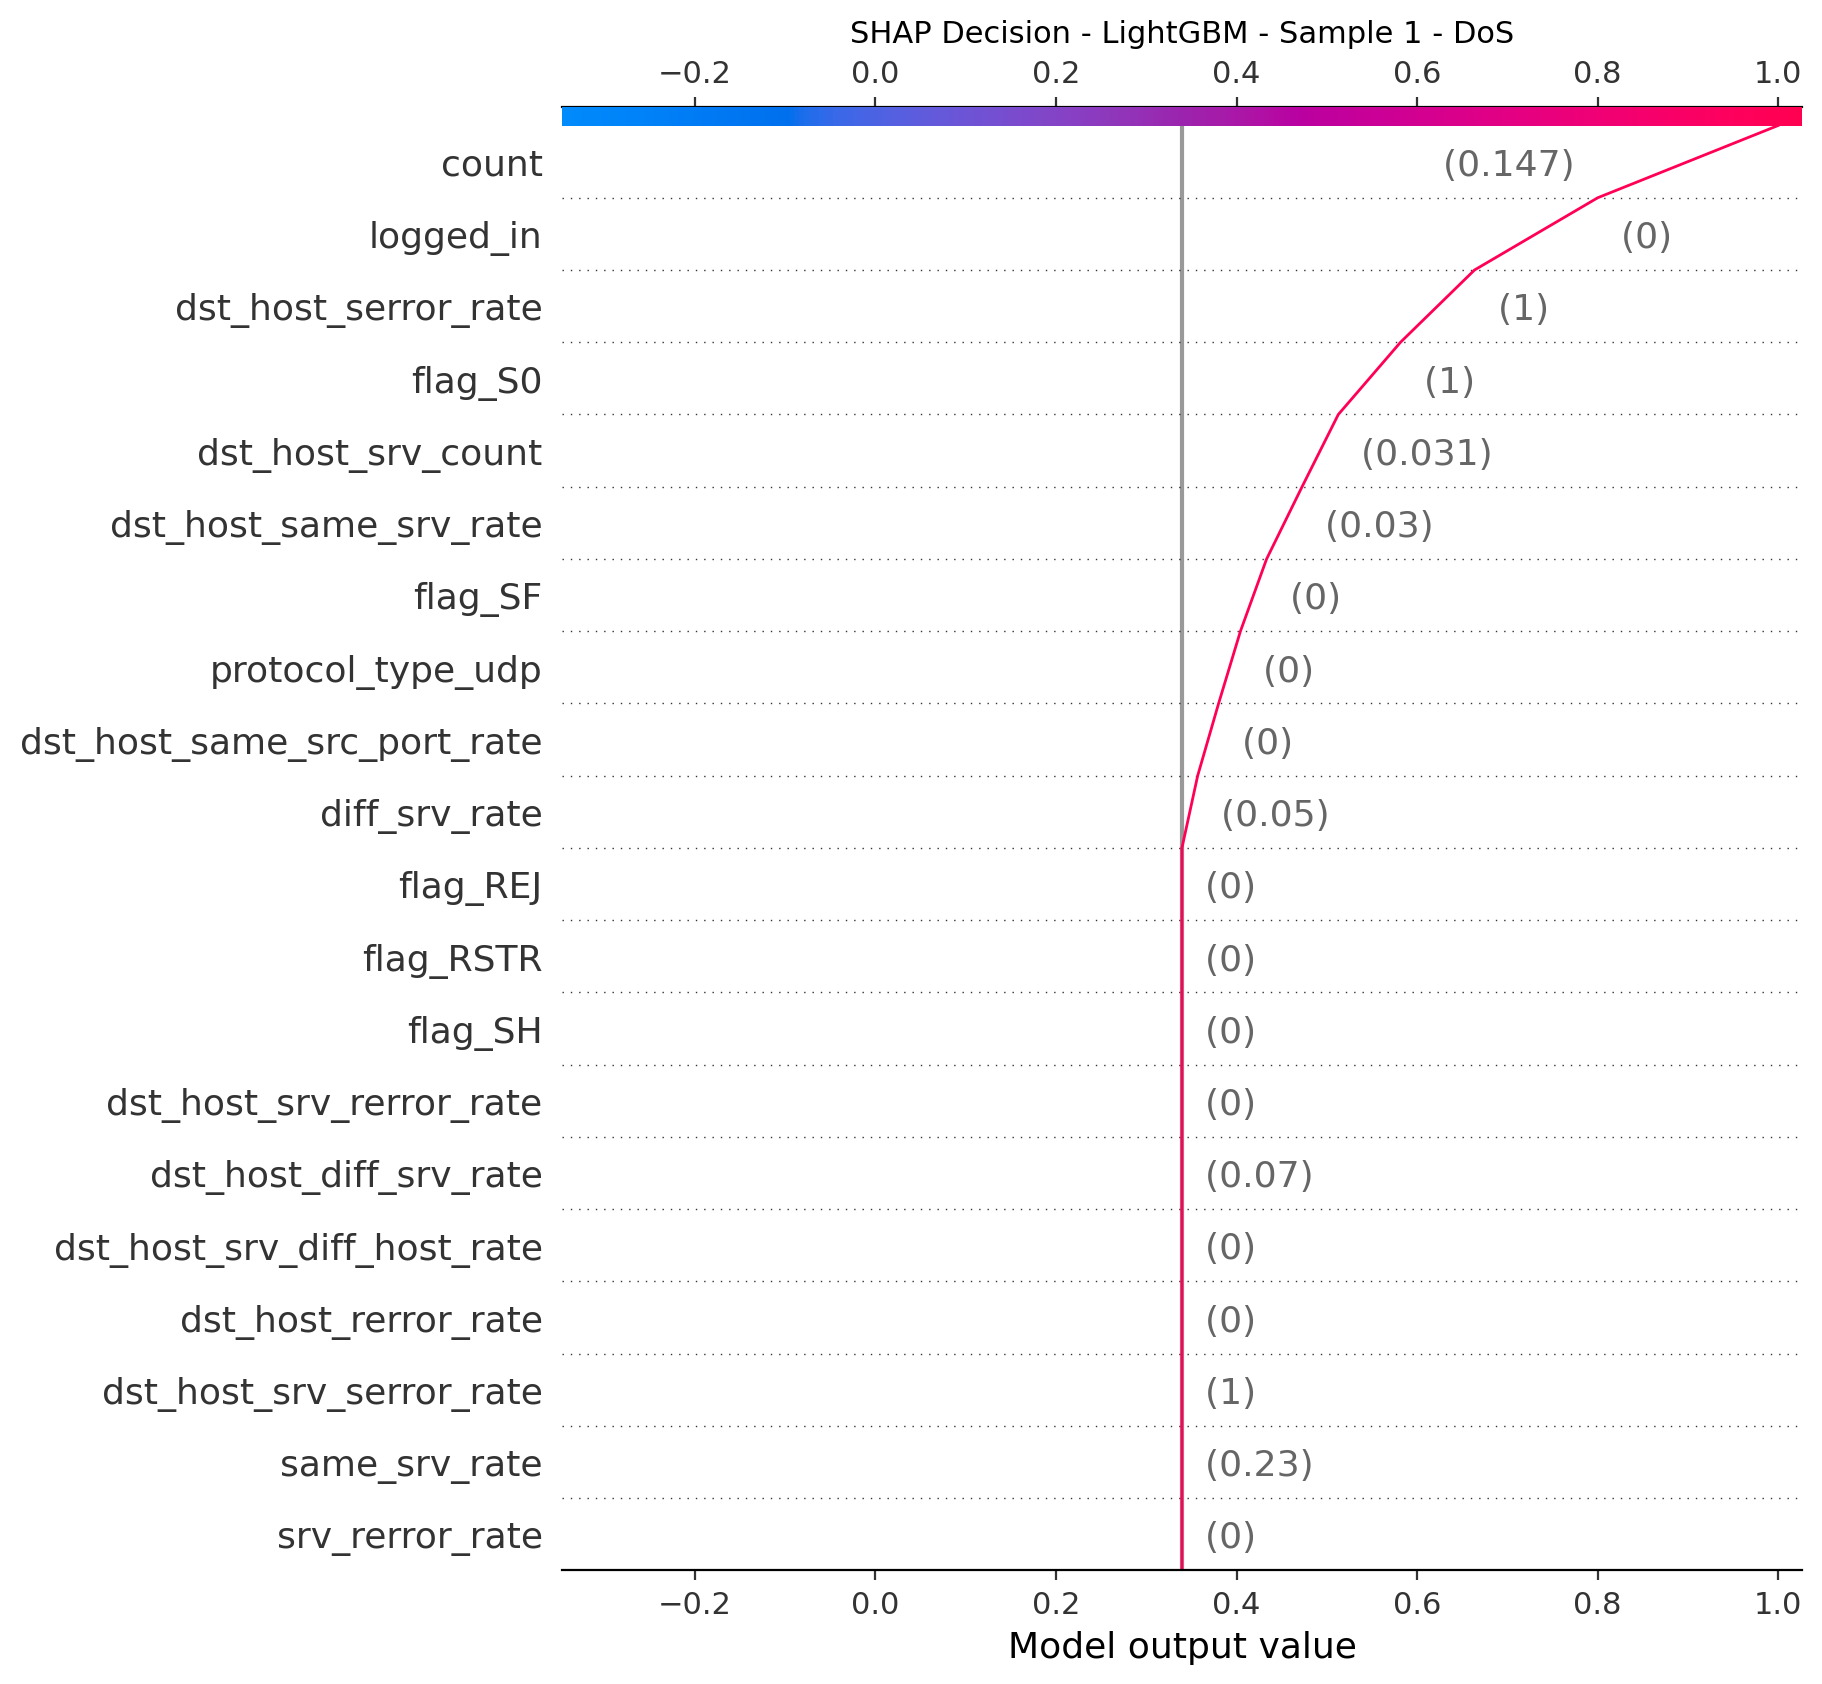 SHAP Decision - LightGBM - Sample 1 - DoS
−0.2 0.0 0.2 0.4 0.6 0.8 1.0
count (0.147)
logged_in (0)
dst_host_serror_rate (1)
flag_S0 (1)
dst_host_srv_count (0.031)
dst_host_same_srv_rate (0.03)
flag_SF (0)
protocol_type_udp (0)
dst_host_same_src_port_rate (0)
diff_srv_rate (0.05)
flag_REJ (0)
flag_RSTR (0)
flag_SH (0)
dst_host_srv_rerror_rate (0)
dst_host_diff_srv_rate (0.07)
dst_host_srv_diff_host_rate (0)
dst_host_rerror_rate (0)
dst_host_srv_serror_rate (1)
same_srv_rate (0.23)
srv_rerror_rate (0)
−0.2 0.0 0.2 0.4 0.6 0.8 1.0
Model output value